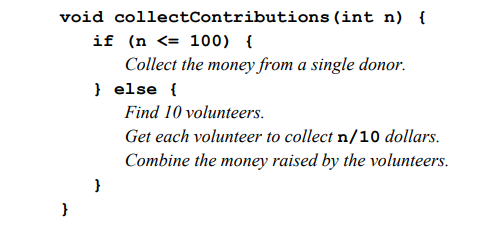 void collectContributions(int n) {
if (n <= 100) {
Collect the money from a single donor.
} else {
Find 10 volunteers.
Get each volunteer to collect n/10 dollars.
Combine the money raised by the volunteers.
}
}